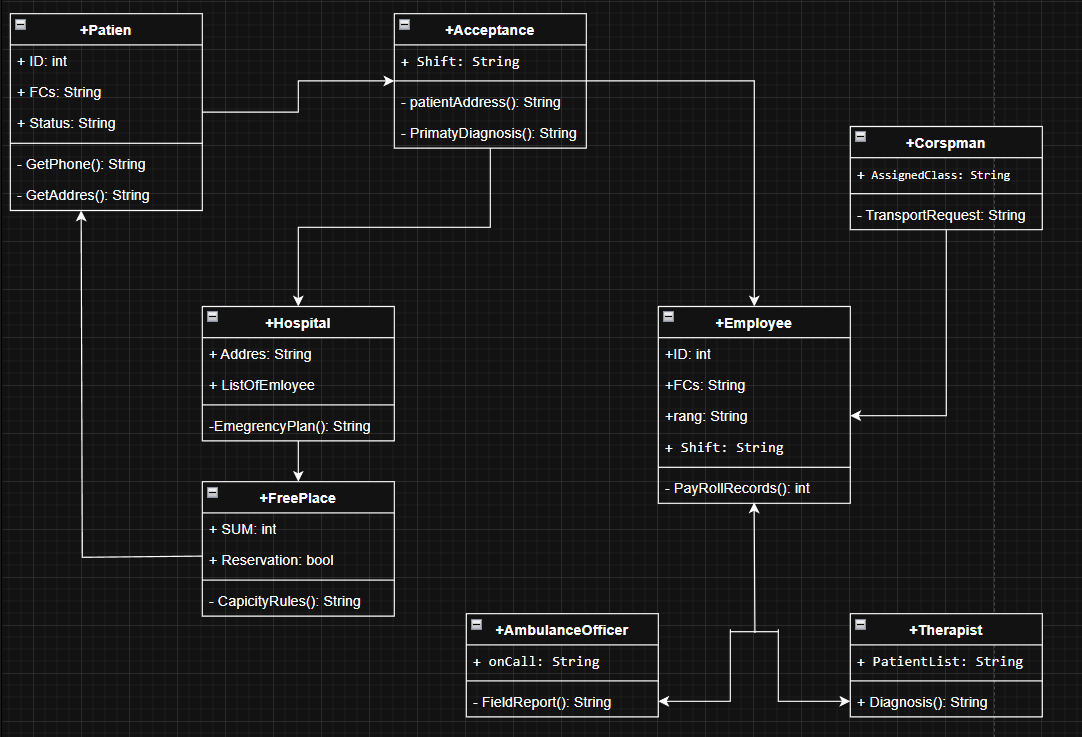 +Patien
+ ID: int
+ FCs: String
+ Status: String
- GetPhone(): String
- GetAddres(): String
+Acceptance
+ Shift: String
- patientAddress(): String
- PrimatyDiagnosis(): String
+Corspman
+ AssignedClass: String
- TransportRequest: String
+Hospital
+ Addres: String
+ ListOfEmloyee
-EmegrencyPlan(): String
+Employee
+ID: int
+FCs: String
+rang: String
+ Shift: String
- PayRollRecords(): int
+FreePlace
+ SUM: int
+ Reservation: bool
- CapicityRules(): String
+AmbulanceOfficer
+ onCall: String
- FieldReport(): String
+Therapist
+ PatientList: String
+ Diagnosis(): String